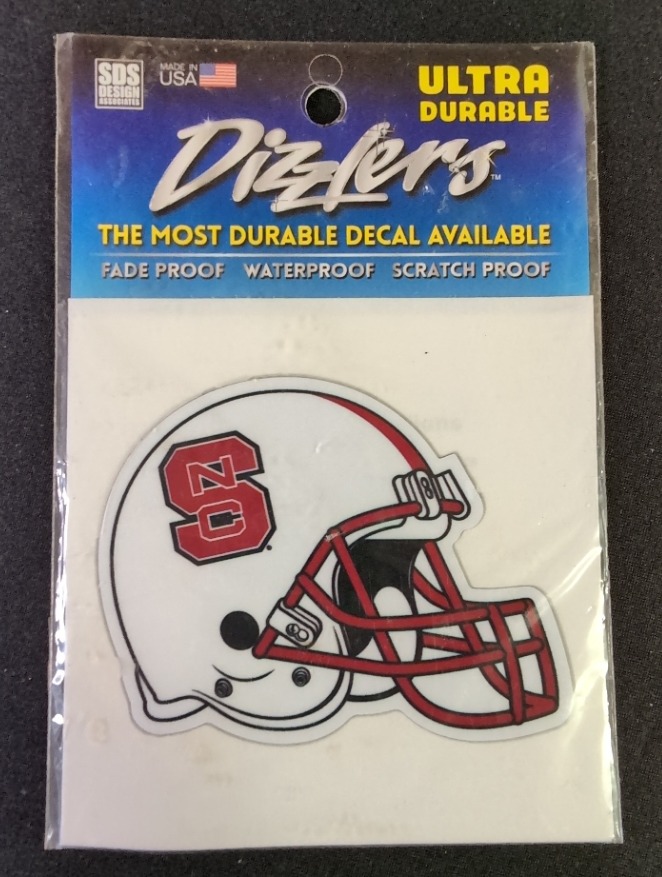 SDS
DESIGN
ASSOCIATES
MADE IN
USA
ULTRA
DURABLE
Dizzlers™
THE MOST DURABLE DECAL AVAILABLE
FADE PROOF WATERPROOF SCRATCH PROOF
NCS